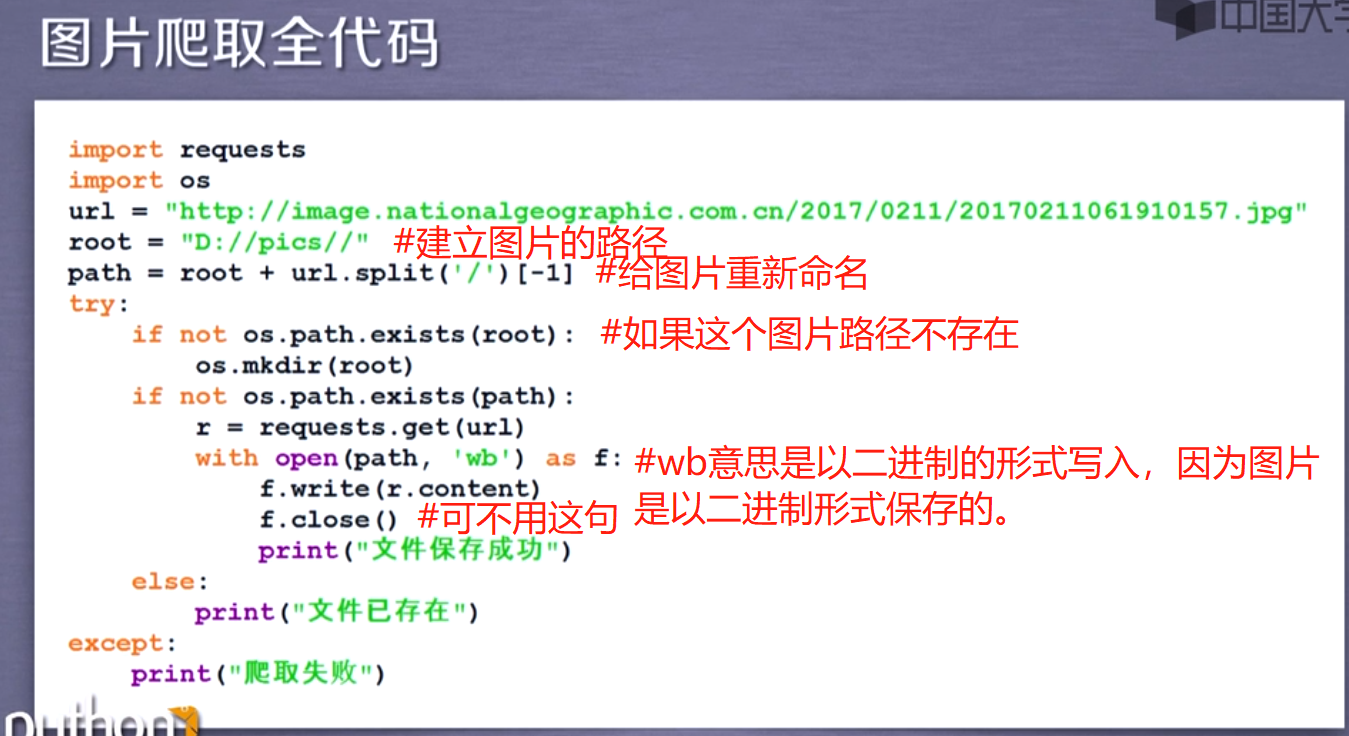 图片爬取全代码
中国大
import requests
import os
url = "http://image.nationalgeographic.com.cn/2017/0211/20170211061910157.jpg"
root = "D://pics//" #建立图片的路径
path = root + url.split('/')[-1] #给图片重新命名
try:
    if not os.path.exists(root): #如果这个图片路径不存在
        os.mkdir(root)
    if not os.path.exists(path):
        r = requests.get(url)
        with open(path, 'wb') as f: #wb意思是以二进制的形式写入，因为图片
是以二进制形式保存的。
            f.write(r.content)
            f.close() #可不用这句
            print("文件保存成功")
    else:
        print("文件已存在")
except:
    print("爬取失败")
python